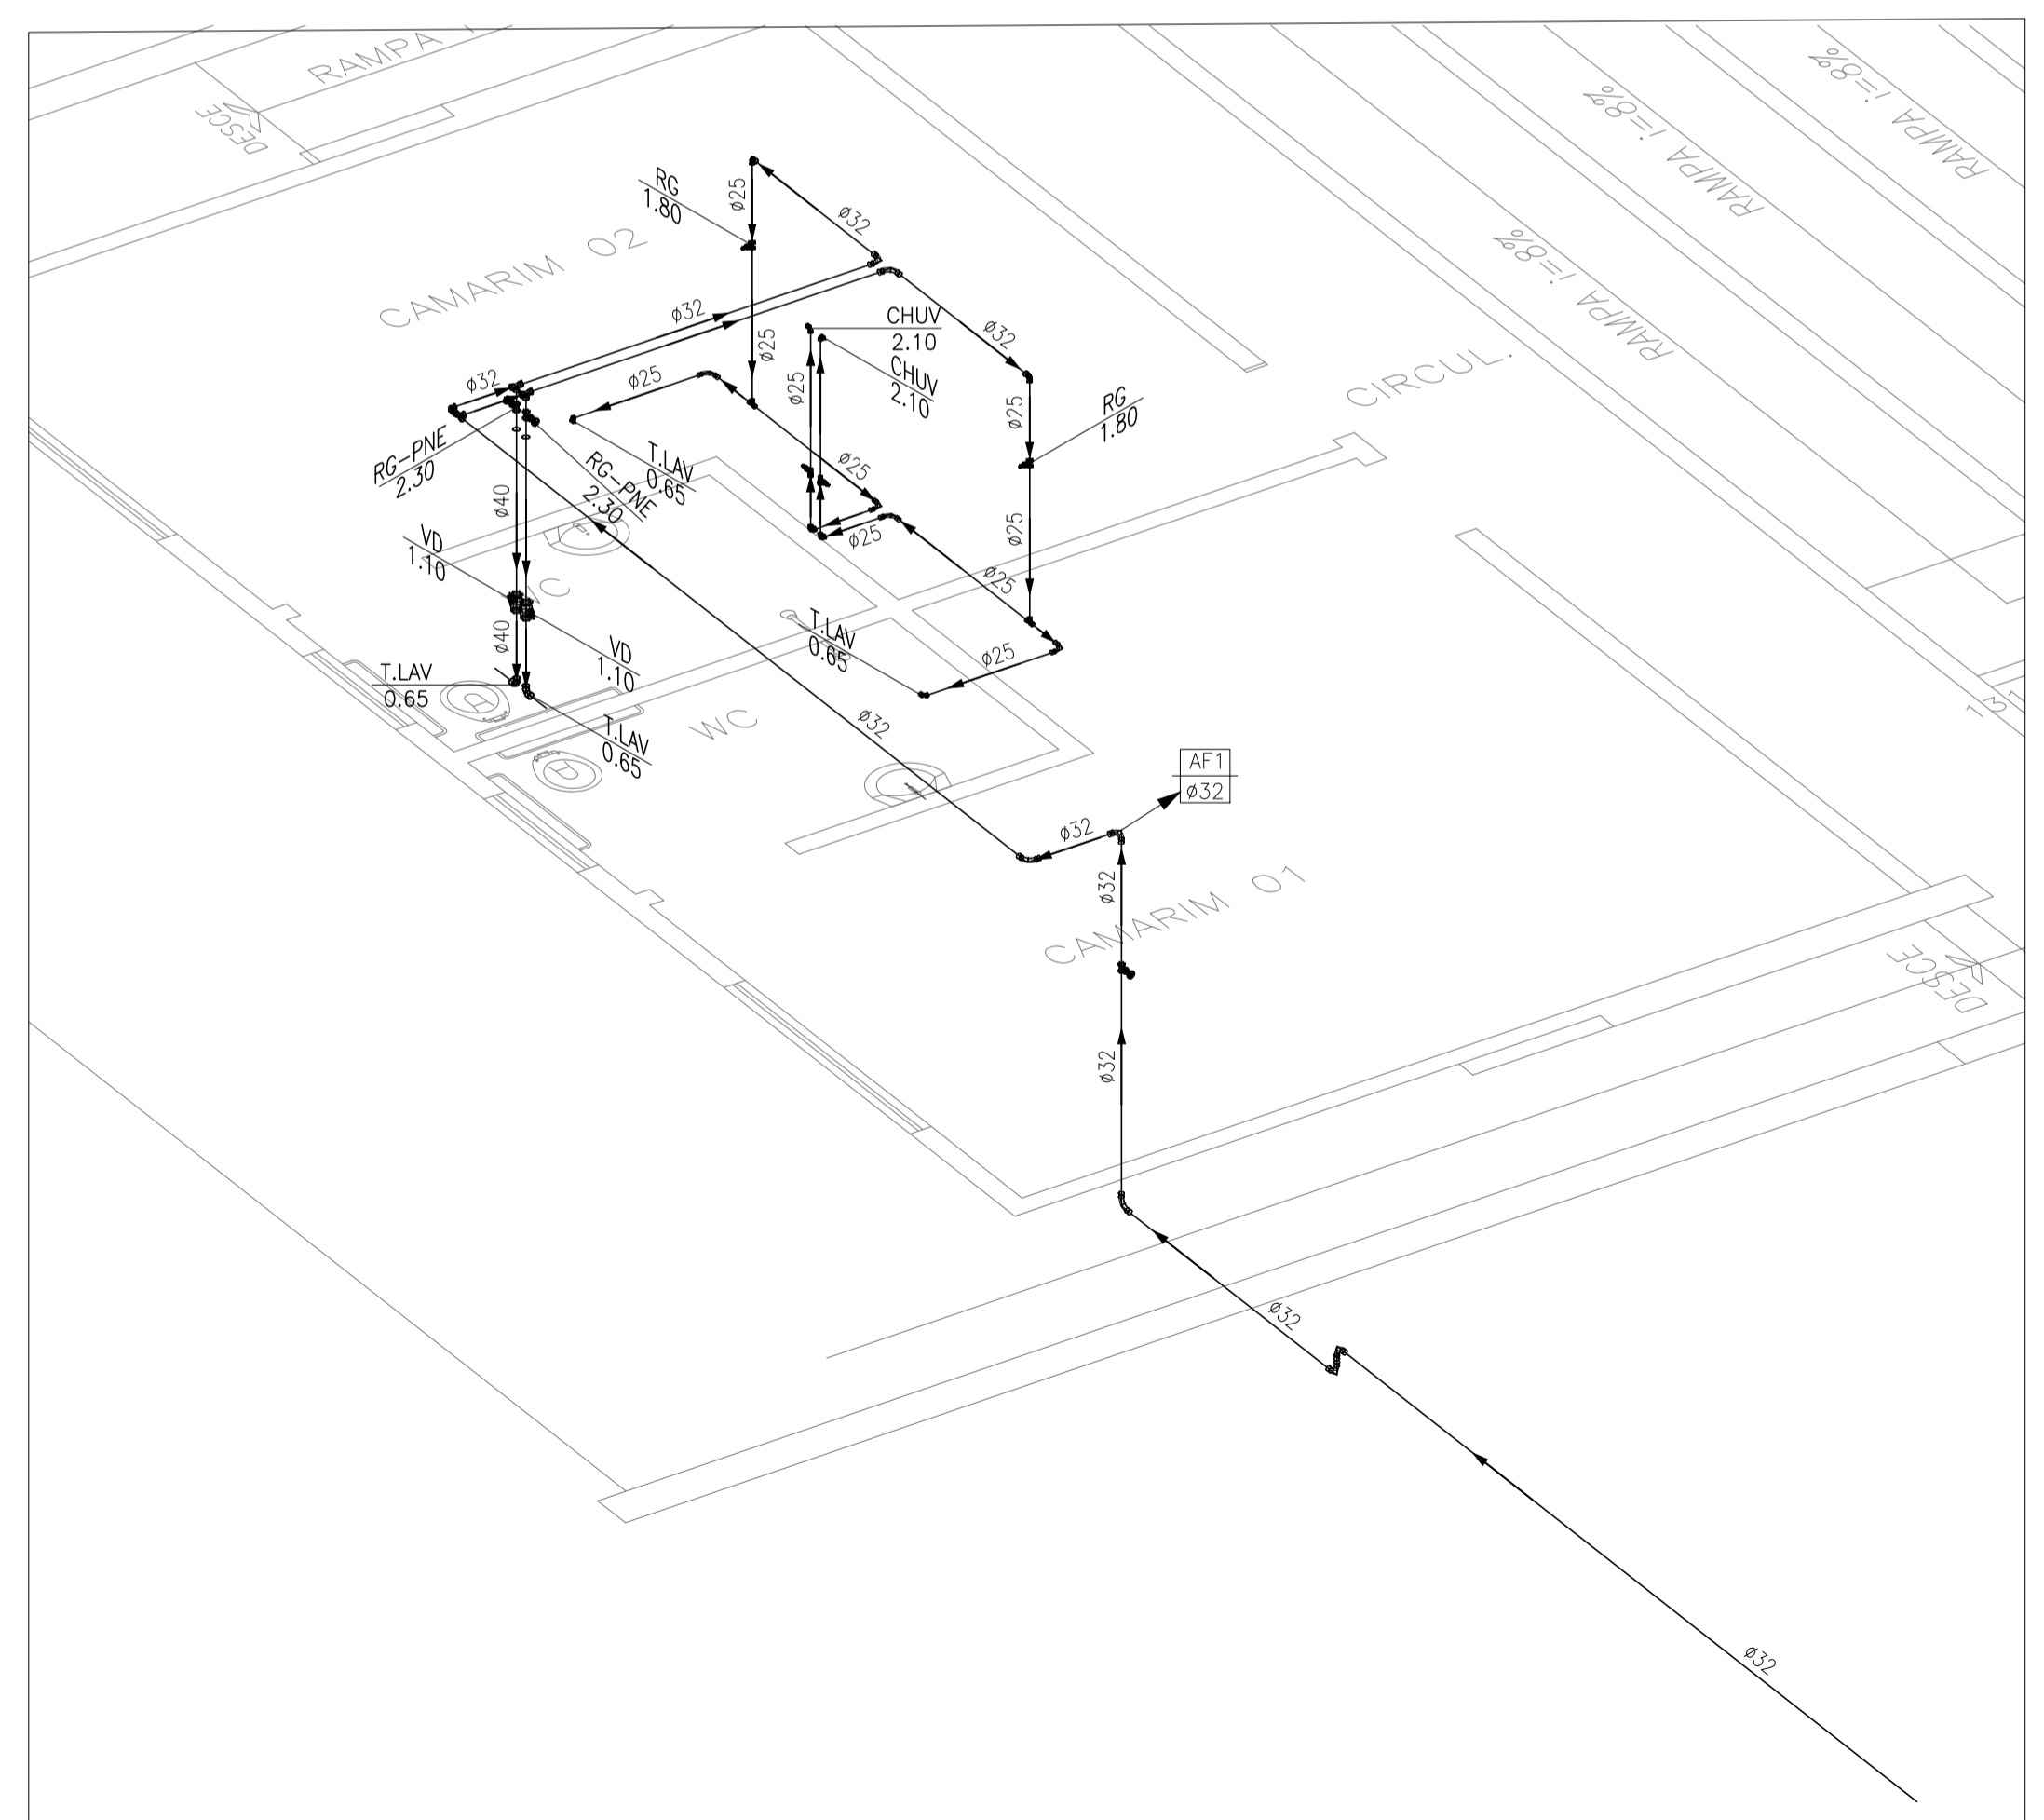 RAMPA
DESCE
RAMPA i=8%
RAMPA i=8%
RAMPA i=8%
RG
1.80
ø25
ø32
CAMARIM 02
ø32
ø25
CHUV
2.10
CHUV
2.10
ø32
CIRCUL.
ø32
ø25
ø25
ø25
RG
1.80
RG-PNE
2.30
T.LAV
0.65
RG-PNE
2.30
ø25
ø40
ø25
ø25
VD
1.10
ø25
WC
ø40
VD
1.10
T.LAV
0.65
ø25
T.LAV
0.65
T.LAV
0.65
WC
ø32
13
AF1
ø32
ø32
ø32
CAMARIM 01
DESCE
ø32
ø32
ø32